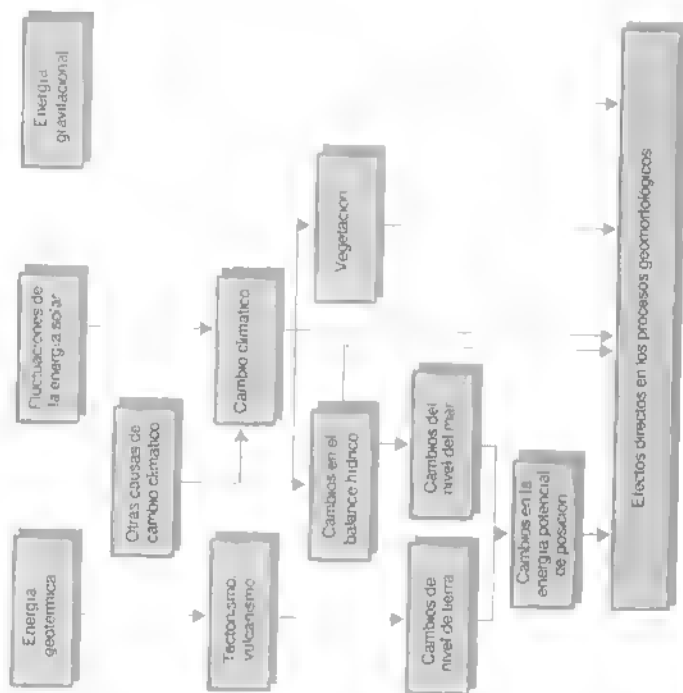 Energía
geotérmica
Fluctuaciones de
la energía solar
Energía
gravitacional
Otras causas de
cambio climático
Tectonismo,
vulcanismo
Cambio climático
Cambios en el
balance hídrico
Vegetación
Cambios de
nivel de tierra
Cambios del
nivel del mar
Cambios en la
energía potencial
de posición
Efectos directos en los procesos geomorfológicos